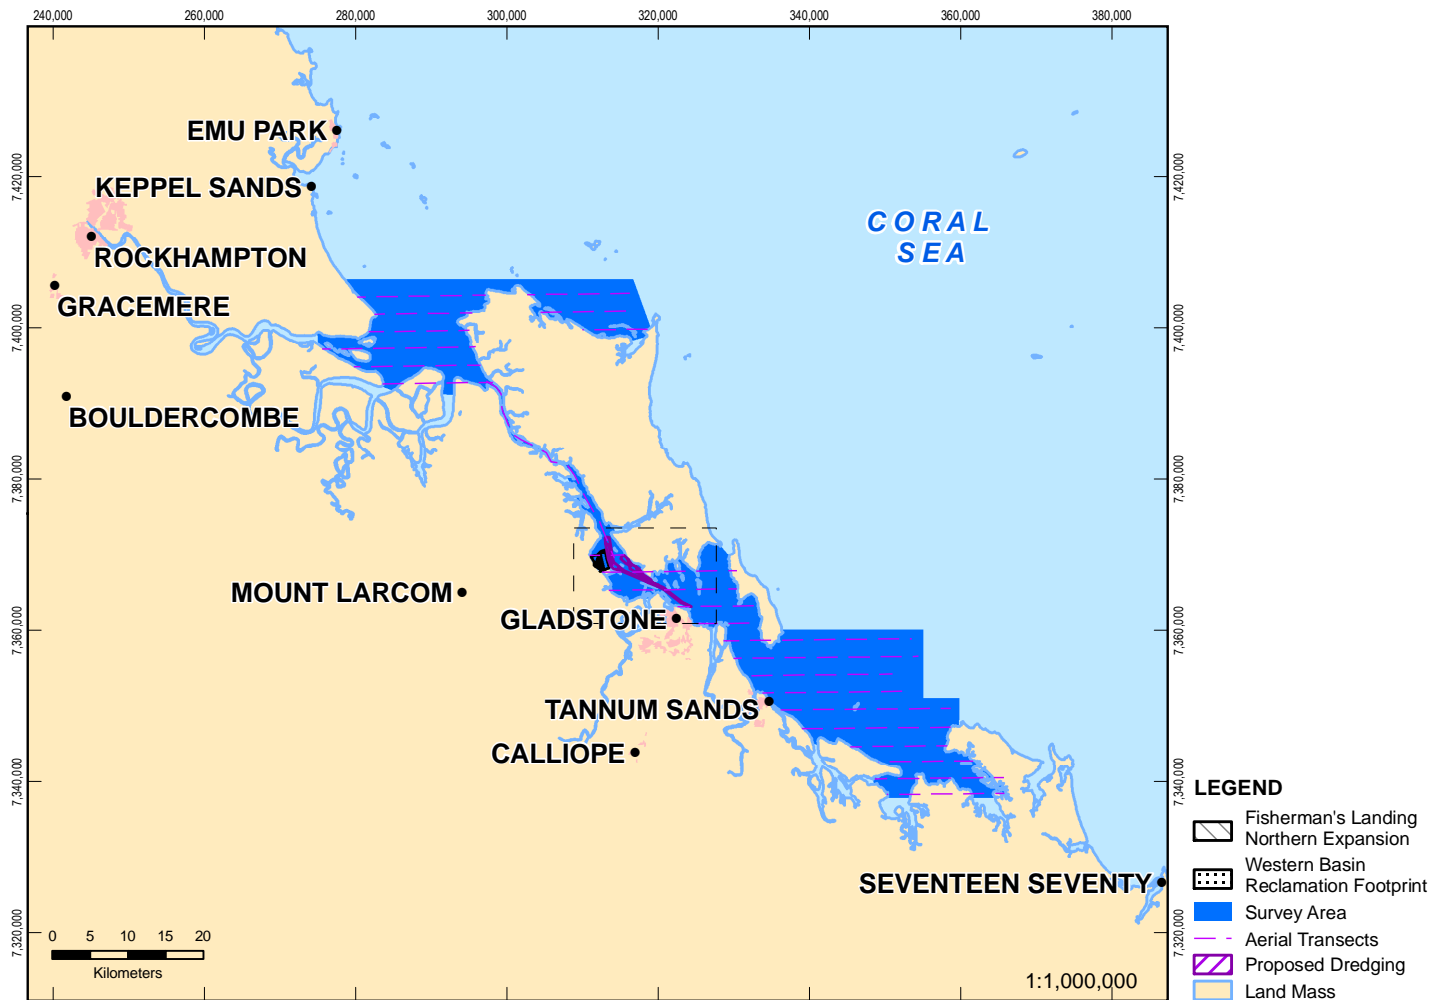 240,000 260,000 280,000 300,000 320,000 340,000 360,000 380,000
EMU PARK
7,420,000 7,420,000
KEPPEL SANDS
CORAL
SEA
ROCKHAMPTON
GRACEMERE
7,400,000 7,400,000
BOULDERCOMBE
7,380,000 7,380,000
MOUNT LARCOM
GLADSTONE
7,360,000 7,360,000
TANNUM SANDS
CALLIOPE
7,340,000 7,340,000
LEGEND
Fisherman's Landing
Northern Expansion
Western Basin
Reclamation Footprint
SEVENTEEN SEVENTY
Survey Area
7,320,000 7,320,000
0 5 10 15 20
Aerial Transects
Proposed Dredging
Kilometers
1:1,000,000
Land Mass